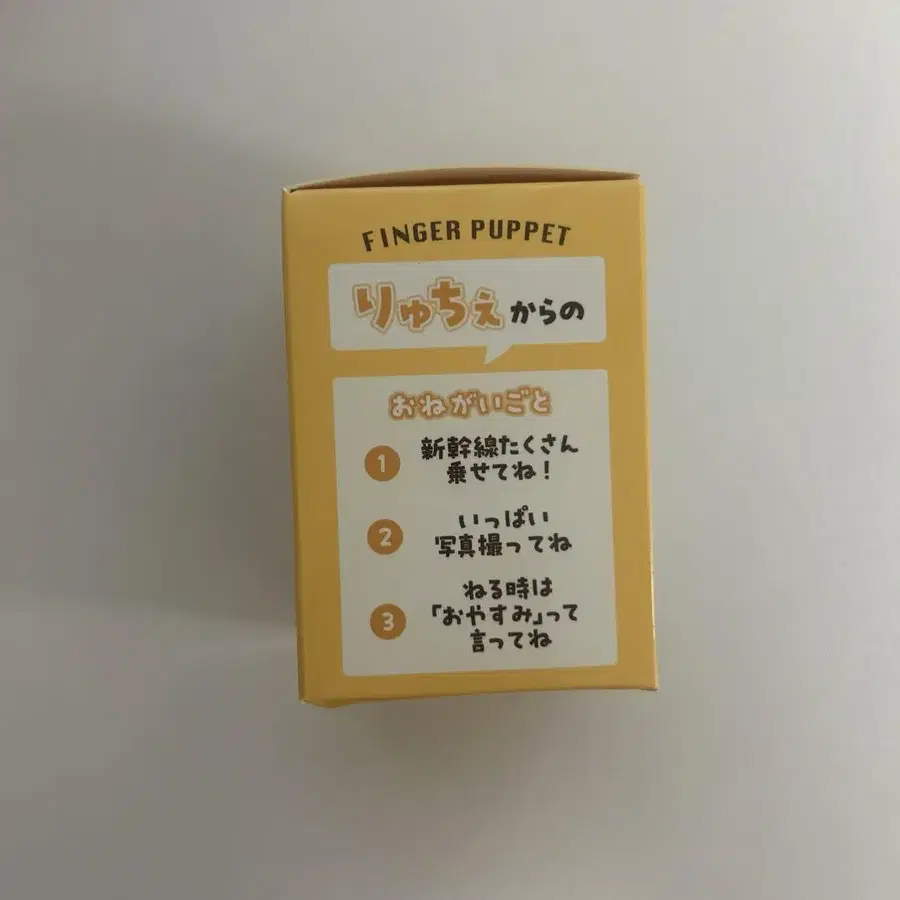 FINGER PUPPET
りゅちぇからの
おねがいごと
1 新幹線たくさん
乗せてね！
2 いっぱい
写真撮ってね
3 ねる時は
「おやすみ」って
言ってね